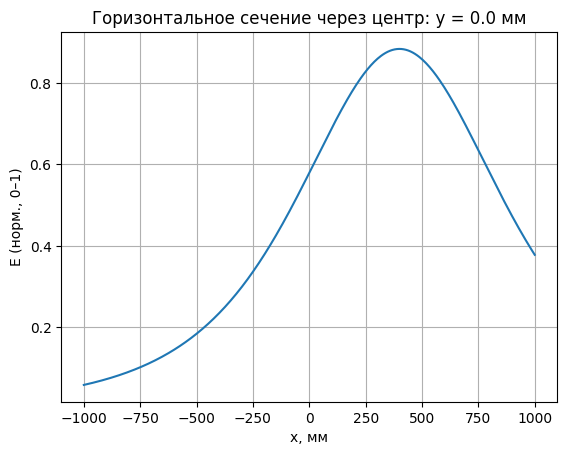 Горизонтальное сечение через центр: y = 0.0 мм
E (норм., 0–1)
0.8
0.6
0.4
0.2
−1000 −750 −500 −250 0 250 500 750 1000
x, мм